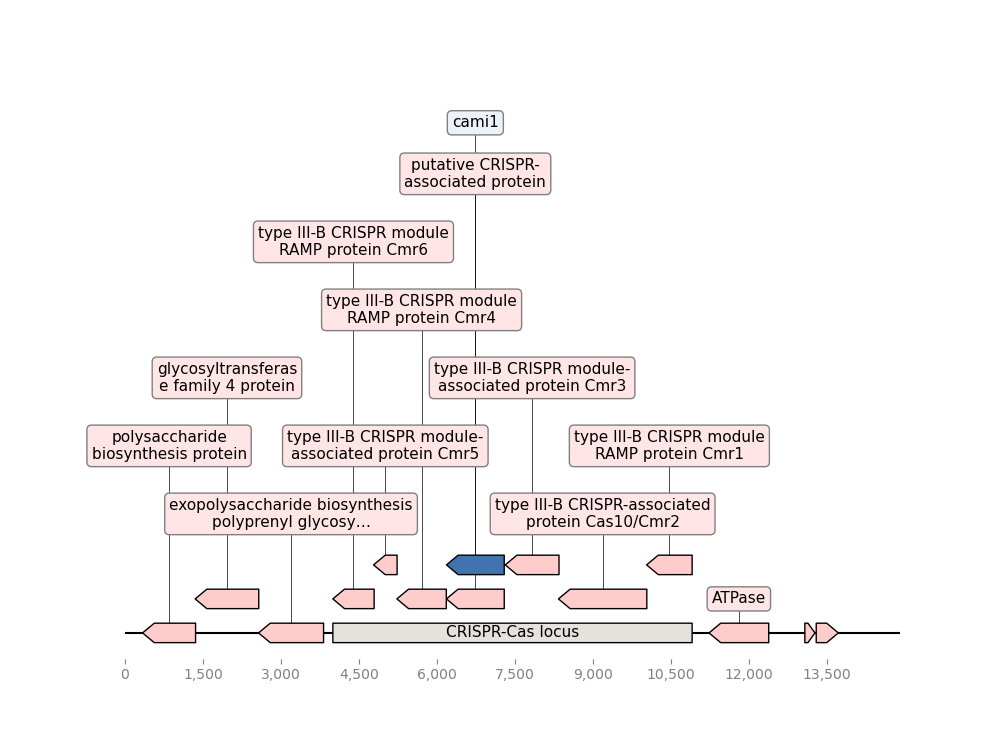 cami1
putative CRISPR-
associated protein
type III-B CRISPR module
RAMP protein Cmr6
type III-B CRISPR module
RAMP protein Cmr4
glycosyltransferas
e family 4 protein
type III-B CRISPR module-
associated protein Cmr3
polysaccharide
biosynthesis protein
type III-B CRISPR module-
associated protein Cmr5
type III-B CRISPR module
RAMP protein Cmr1
exopolysaccharide biosynthesis
polyprenyl glycosy...
type III-B CRISPR-associated
protein Cas10/Cmr2
ATPase
CRISPR-Cas locus
0 1,500 3,000 4,500 6,000 7,500 9,000 10,500 12,000 13,500